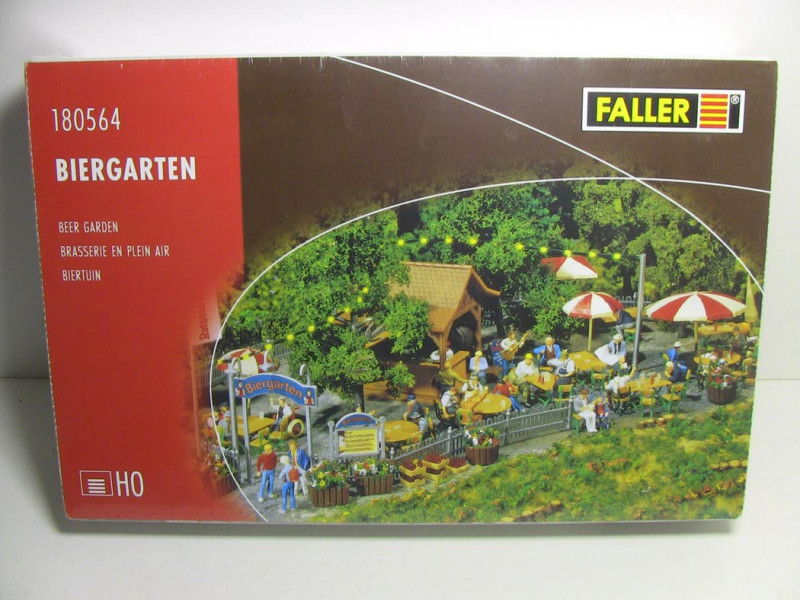 180564
BIERGARTEN
BEER GARDEN
BRASSERIE EN PLEIN AIR
BIERTUIN
HO
FALLER
®
Biergarten